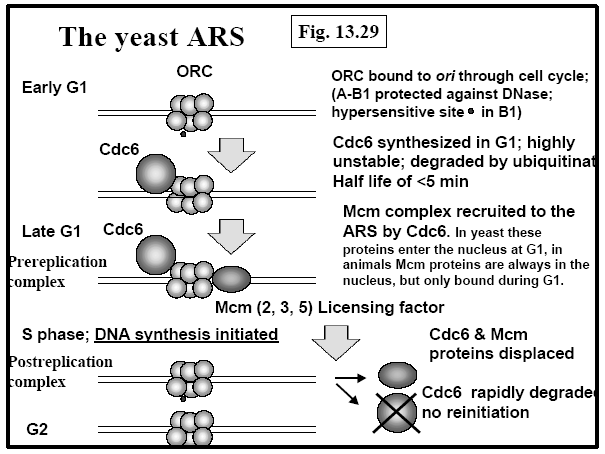 The yeast ARS
Fig. 13.29
ORC
Early G1
ORC bound to ori through cell cycle;
(A-B1 protected against DNase;
hypersensitive site • in B1)
Cdc6
Cdc6 synthesized in G1; highly
unstable; degraded by ubiquitinat
Half life of <5 min
Late G1
Cdc6
Prereplication
complex
Mcm complex recruited to the
ARS by Cdc6. In yeast these
proteins enter the nucleus at G1, in
animals Mcm proteins are always in the
nucleus, but only bound during G1.
Mcm (2, 3, 5) Licensing factor
S phase; DNA synthesis initiated
Cdc6 & Mcm
proteins displaced
Postreplication
complex
Cdc6 rapidly degrade
no reinitiation
G2